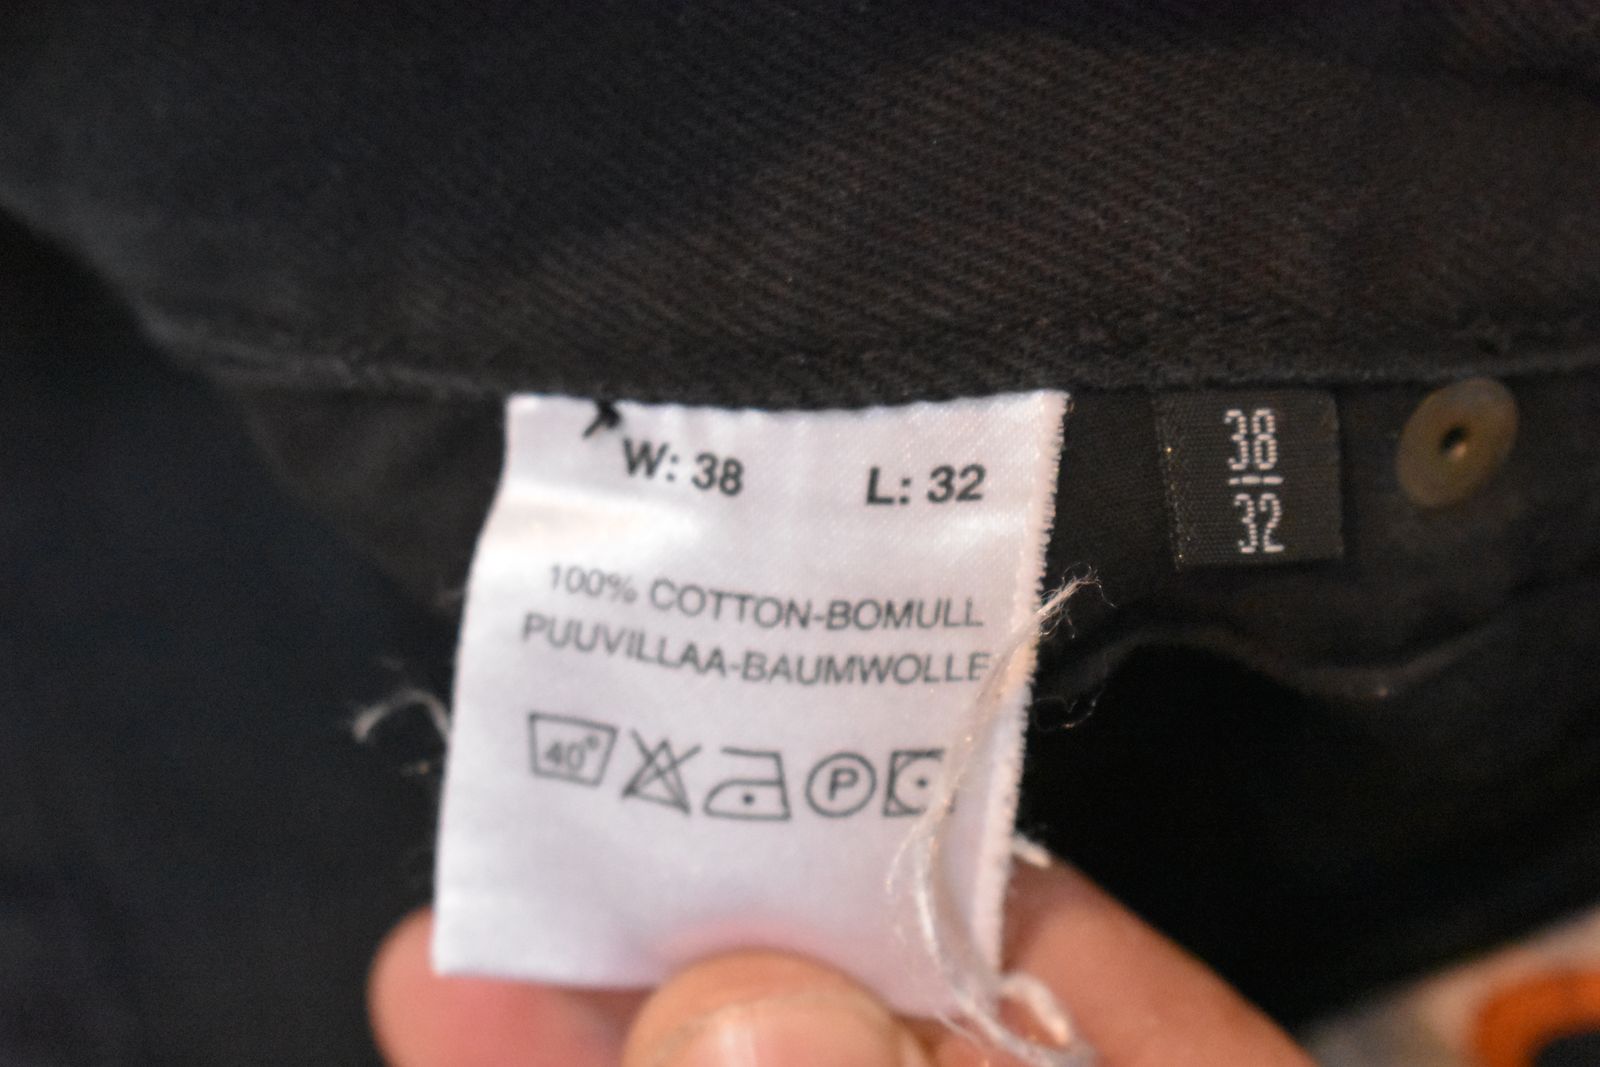 W: 38 L: 32
100% COTTON-BOMULL
PUUVILLAA-BAUMWOLLE
40°
P
38
32